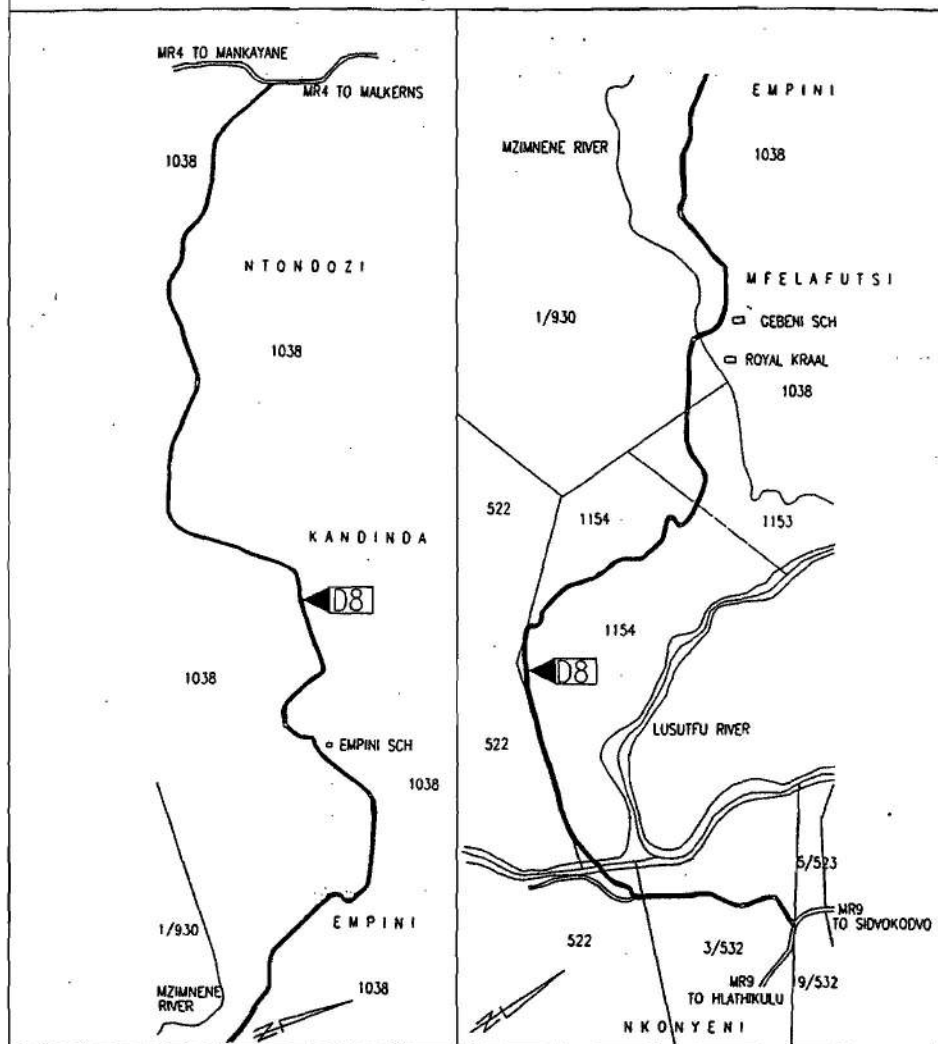 MR4 TO MANKAYANE
MR4 TO MALKERNS
1038
NTONDOZI
1038
KANDINDA
D8
1038
EMPINI SCH
1038
EMPINI
1/930
MZIMNENE
RIVER
1038
N
EMPINI
MZIMNENE RIVER
1038
MFELAFUTSI
1/930
GEBENI SCH
ROYAL KRAAL
1038
522
1154
1153
1154
D8
LUSUTFU RIVER
522
5/523
MR9
TO SIDVOKODVO
522
3/532
MR9
TO HLATHIKULU
9/532
N
NKONYENI